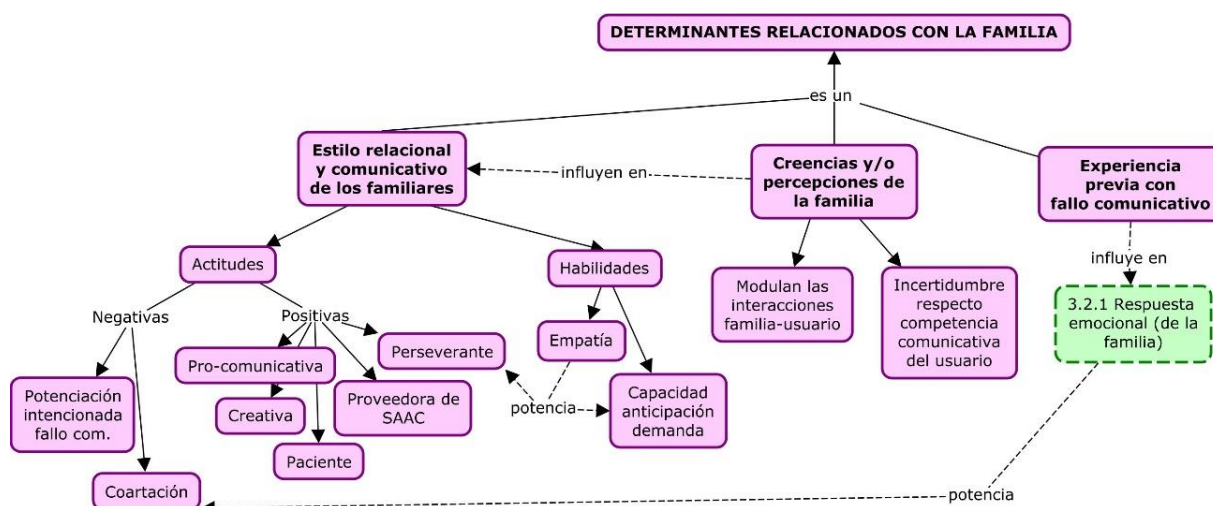 DETERMINANTES RELACIONADOS CON LA FAMILIA
es un
Estilo relacional
y comunicativo
de los familiares
influyen en
Creencias y/o
percepciones de
la familia
Experiencia
previa con
fallo comunicativo
Actitudes
Habilidades
Modulan las
interacciones
familia-usuario
Incertidumbre
respecto
competencia
comunicativa
del usuario
influye en
3.2.1 Respuesta
emocional (de la
familia)
Negativas
Positivas
Potenciación
intencionada
fallo com.
Coartación
Pro-comunicativa
Creativa
Paciente
Proveedora de
SAAC
Perseverante
Empatía
potencia
Capacidad
anticipación
demanda
potencia